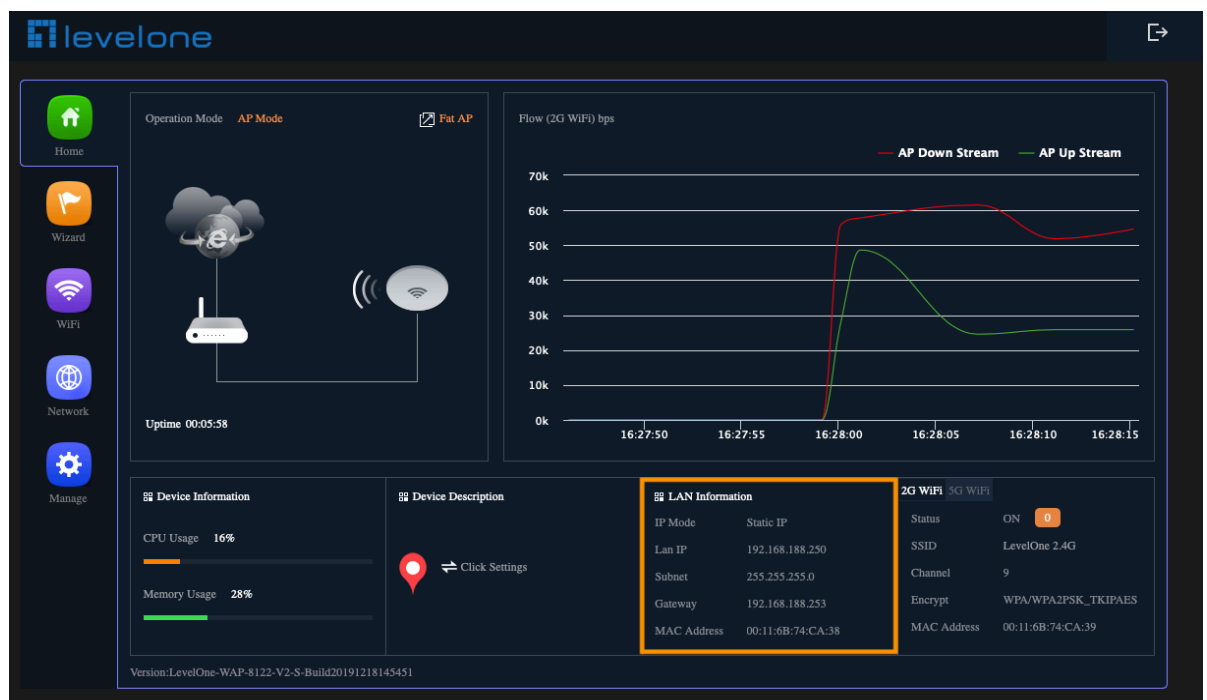 levelone
Home
Wizard
WiFi
Network
Manage
Operation Mode AP Mode Fat AP
Uptime 00:05:58
Flow (2G WiFi) bps
AP Down Stream AP Up Stream
70k
60k
50k
40k
30k
20k
10k
0k
16:27:50 16:27:55 16:28:00 16:28:05 16:28:10 16:28:15
Device Information
CPU Usage 16%
Memory Usage 28%
Device Description
Click Settings
LAN Information
IP Mode Static IP
Lan IP 192.168.188.250
Subnet 255.255.255.0
Gateway 192.168.188.253
MAC Address 00:11:6B:74:CA:38
2G WiFi 5G WiFi
Status ON 0
SSID LevelOne 2.4G
Channel 9
Encrypt WPA/WPA2PSK_TKIPAES
MAC Address 00:11:6B:74:CA:39
Version:LevelOne-WAP-8122-V2-S-Build20191218145451